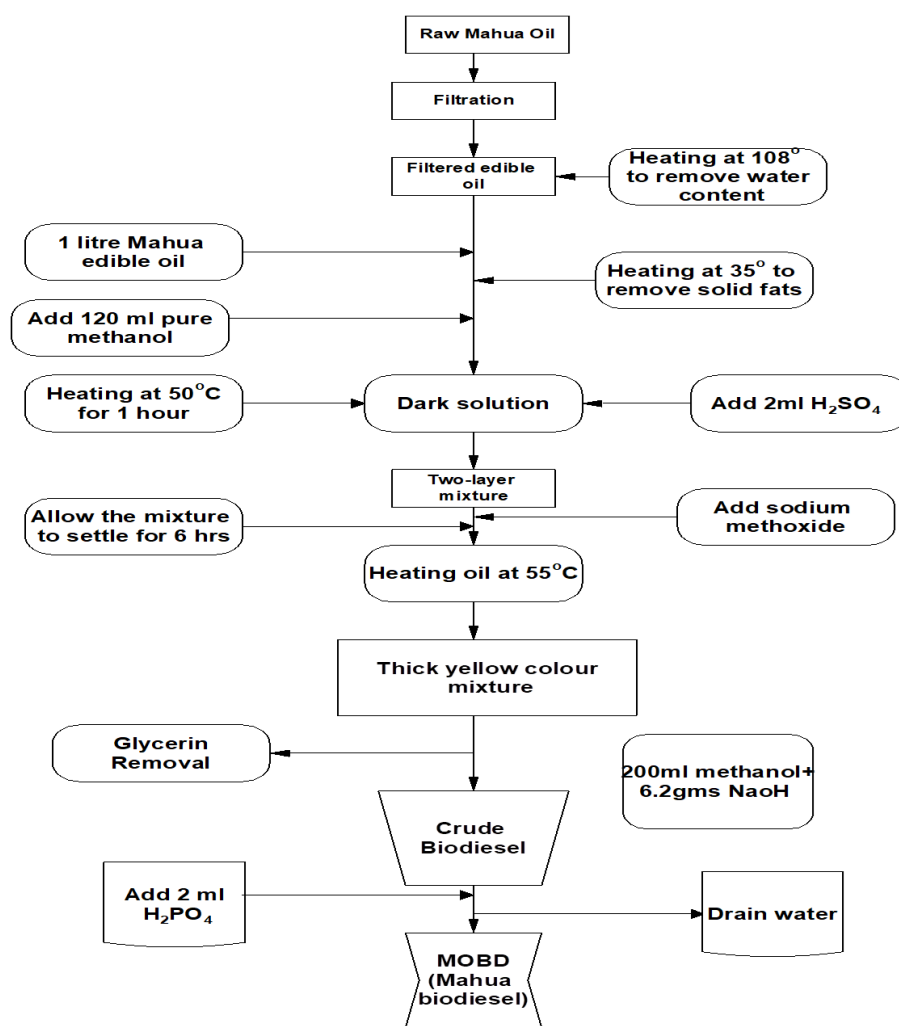 Raw Mahua Oil
Filtration
Filtered edible
oil
Heating at 108°
to remove water
content
1 litre Mahua
edible oil
Heating at 35° to
remove solid fats
Add 120 ml pure
methanol
Heating at 50°C
for 1 hour
Dark solution
Add 2ml H₂SO₄
Two-layer
mixture
Allow the mixture
to settle for 6 hrs
Add sodium
methoxide
Heating oil at 55°C
Thick yellow colour
mixture
Glycerin
Removal
200ml methanol+
6.2gms NaoH
Crude
Biodiesel
Add 2 ml
H₂PO₄
Drain water
MOBD
(Mahua
biodiesel)